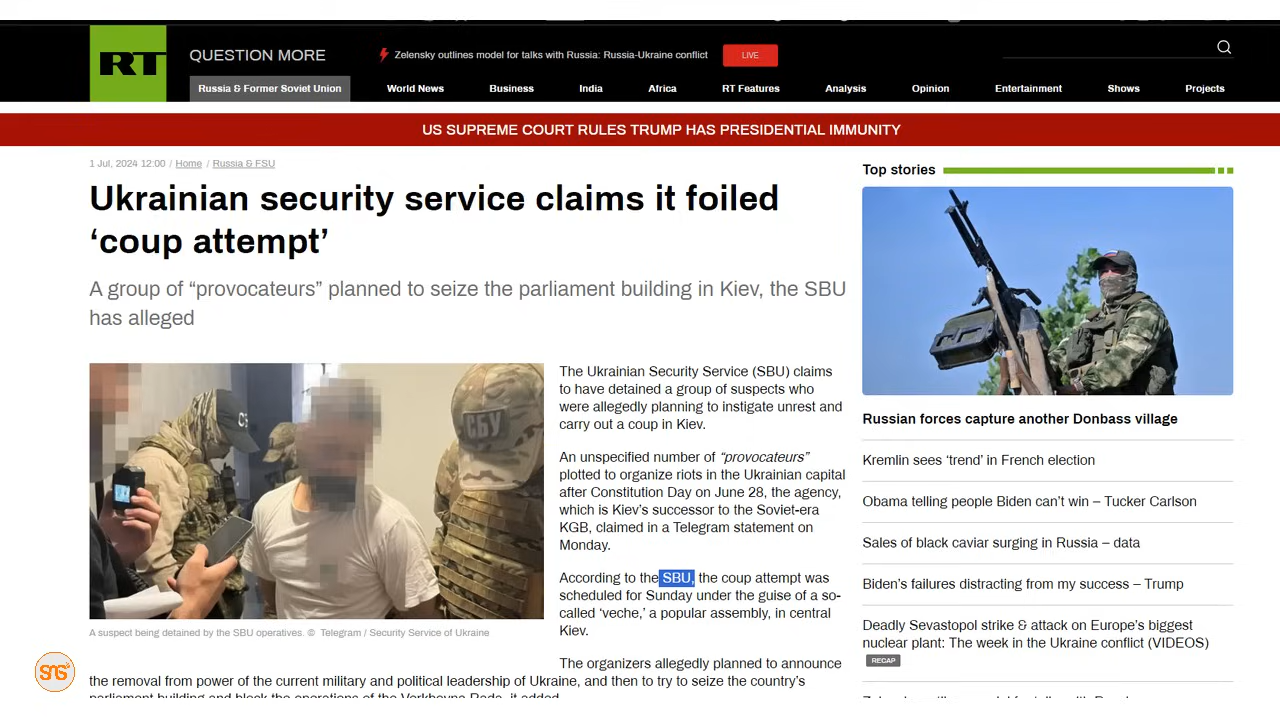 RT
QUESTION MORE
Zelensky outlines model for talks with Russia: Russia-Ukraine conflict
LIVE
Russia & Former Soviet Union
World News
Business
India
Africa
RT Features
Analysis
Opinion
Entertainment
Shows
Projects
US SUPREME COURT RULES TRUMP HAS PRESIDENTIAL IMMUNITY
1 Jul, 2024 12:00 / Home / Russia & FSU
Ukrainian security service claims it foiled
‘coup attempt’
A group of “provocateurs” planned to seize the parliament building in Kiev, the SBU
has alleged
СБУ
A suspect being detained by the SBU operatives. © Telegram / Security Service of Ukraine
The Ukrainian Security Service (SBU) claims
to have detained a group of suspects who
were allegedly planning to instigate unrest and
carry out a coup in Kiev.
An unspecified number of “provocateurs”
plotted to organize riots in the Ukrainian capital
after Constitution Day on June 28, the agency,
which is Kiev’s successor to the Soviet-era
KGB, claimed in a Telegram statement on
Monday.
According to the SBU, the coup attempt was
scheduled for Sunday under the guise of a so-
called ‘veche,’ a popular assembly, in central
Kiev.
The organizers allegedly planned to announce
the removal from power of the current military and political leadership of Ukraine, and then to try to seize the country’s
parliament building and block the operations of the Verkhovna Rada, it added.
Top stories
Russian forces capture another Donbass village
Kremlin sees ‘trend’ in French election
Obama telling people Biden can’t win – Tucker Carlson
Sales of black caviar surging in Russia – data
Biden’s failures distracting from my success – Trump
Deadly Sevastopol strike & attack on Europe’s biggest
nuclear plant: The week in the Ukraine conflict (VIDEOS)
RECAP